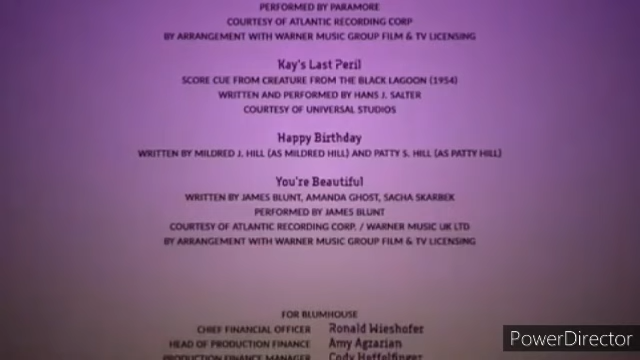 PERFORMED BY PARAMORE
COURTESY OF ATLANTIC RECORDING CORP
BY ARRANGEMENT WITH WARNER MUSIC GROUP FILM & TV LICENSING
Kay's Last Peril
SCORE CUE FROM CREATURE FROM THE BLACK LAGOON (1954)
WRITTEN AND PERFORMED BY HANS J. SALTER
COURTESY OF UNIVERSAL STUDIOS
Happy Birthday
WRITTEN BY MILDRED J. HILL (AS MILDRED HILL) AND PATTY S. HILL (AS PATTY HILL)
You're Beautiful
WRITTEN BY JAMES BLUNT, AMANDA GHOST, SACHA SKARBEK
PERFORMED BY JAMES BLUNT
COURTESY OF ATLANTIC RECORDING CORP. / WARNER MUSIC UK LTD
BY ARRANGEMENT WITH WARNER MUSIC GROUP FILM & TV LICENSING
FOR BLUMHOUSE
CHIEF FINANCIAL OFFICER Ronald Wieshofer
HEAD OF PRODUCTION FINANCE Amy Agzarian
PRODUCTION FINANCE MANAGER Cody Heffelfinger
PowerDirector